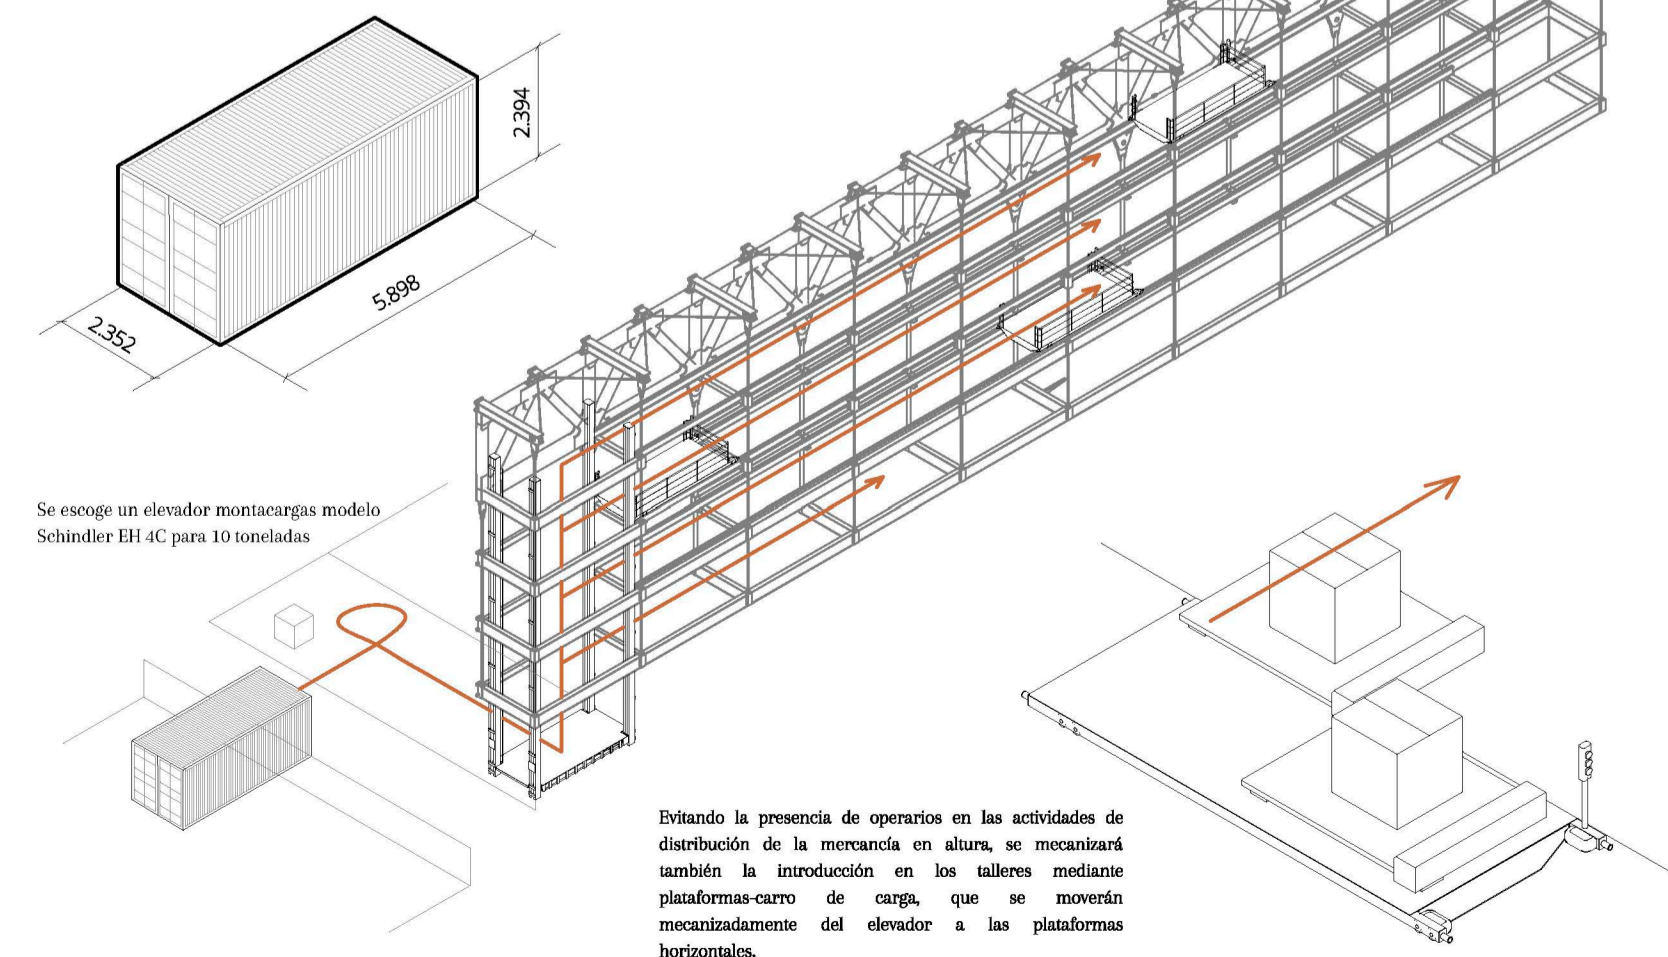 2.394
5.898
2.352
Se escoge un elevador montacargas modelo
Schindler EH 4C para 10 toneladas
Evitando la presencia de operarios en las actividades de
distribución de la mercancía en altura, se mecanizará
también la introducción en los talleres mediante
plataformas-carro de carga, que se moverán
mecanizadamente del elevador a las plataformas
horizontales.